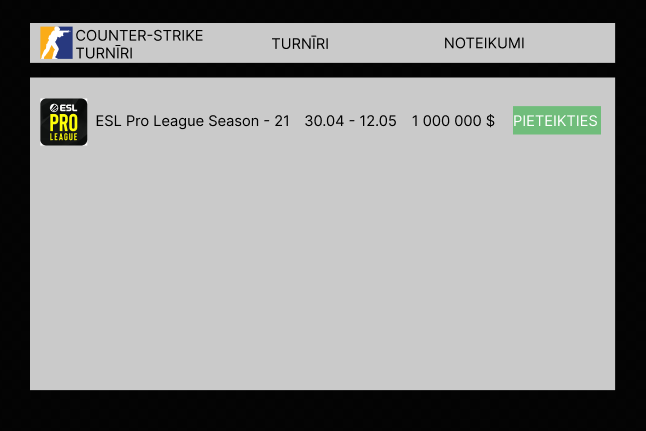 COUNTER-STRIKE
TURNĪRI
TURNĪRI
NOTEIKUMI
ESL
PRO
LEAGUE
ESL Pro League Season - 21 30.04 - 12.05 1 000 000 $ PIETEIKTIES